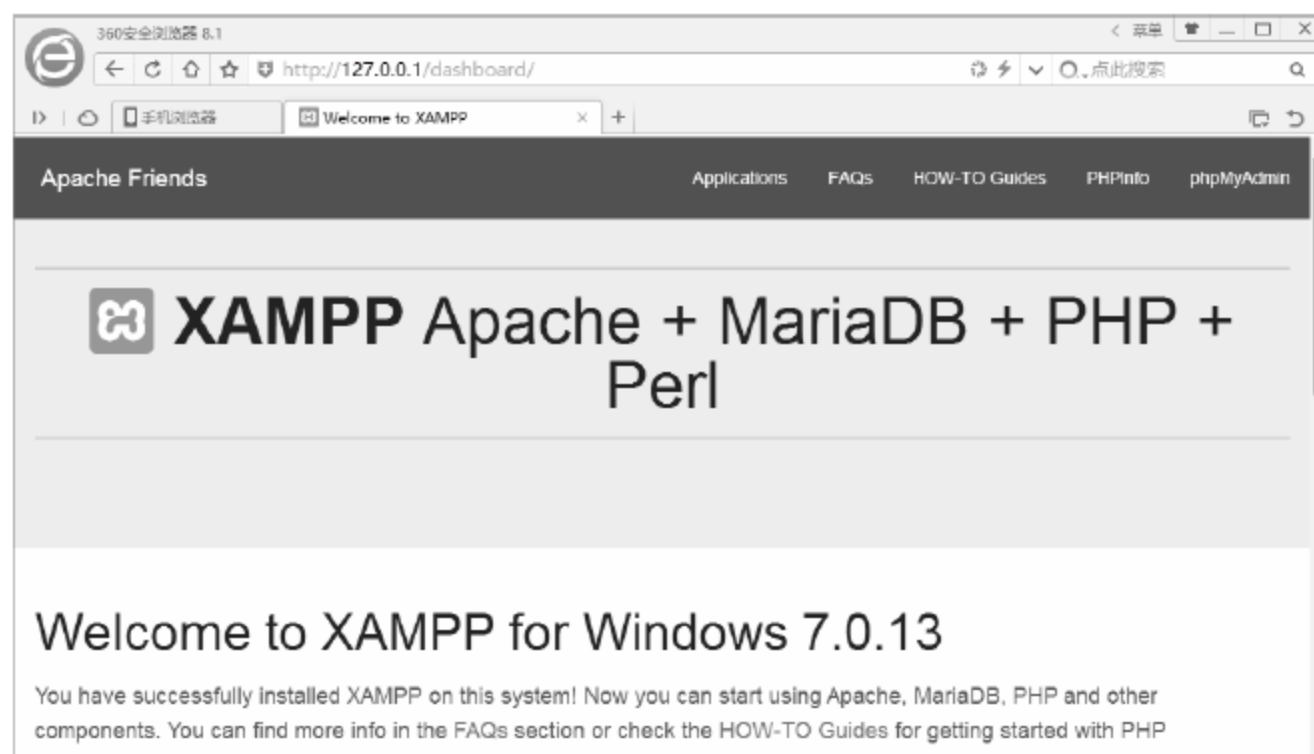 360安全浏览器 8.1
菜单
http://127.0.0.1/dashboard/
点此搜索
手机浏览器
Welcome to XAMPP
Apache Friends
Applications
FAQs
HOW-TO Guides
PHPInfo
phpMyAdmin
XAMPP Apache + MariaDB + PHP +
Perl
Welcome to XAMPP for Windows 7.0.13
You have successfully installed XAMPP on this system! Now you can start using Apache, MariaDB, PHP and other
components. You can find more info in the FAQs section or check the HOW-TO Guides for getting started with PHP